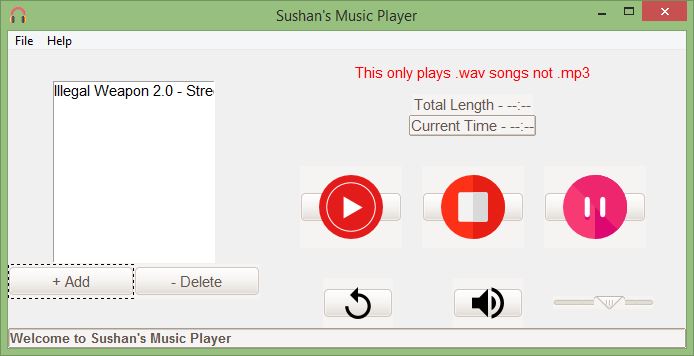 Sushan's Music Player
File Help
This only plays .wav songs not .mp3
Illegal Weapon 2.0 - Stre
Total Length - --:--
Current Time - --:--
+ Add - Delete
Welcome to Sushan's Music Player